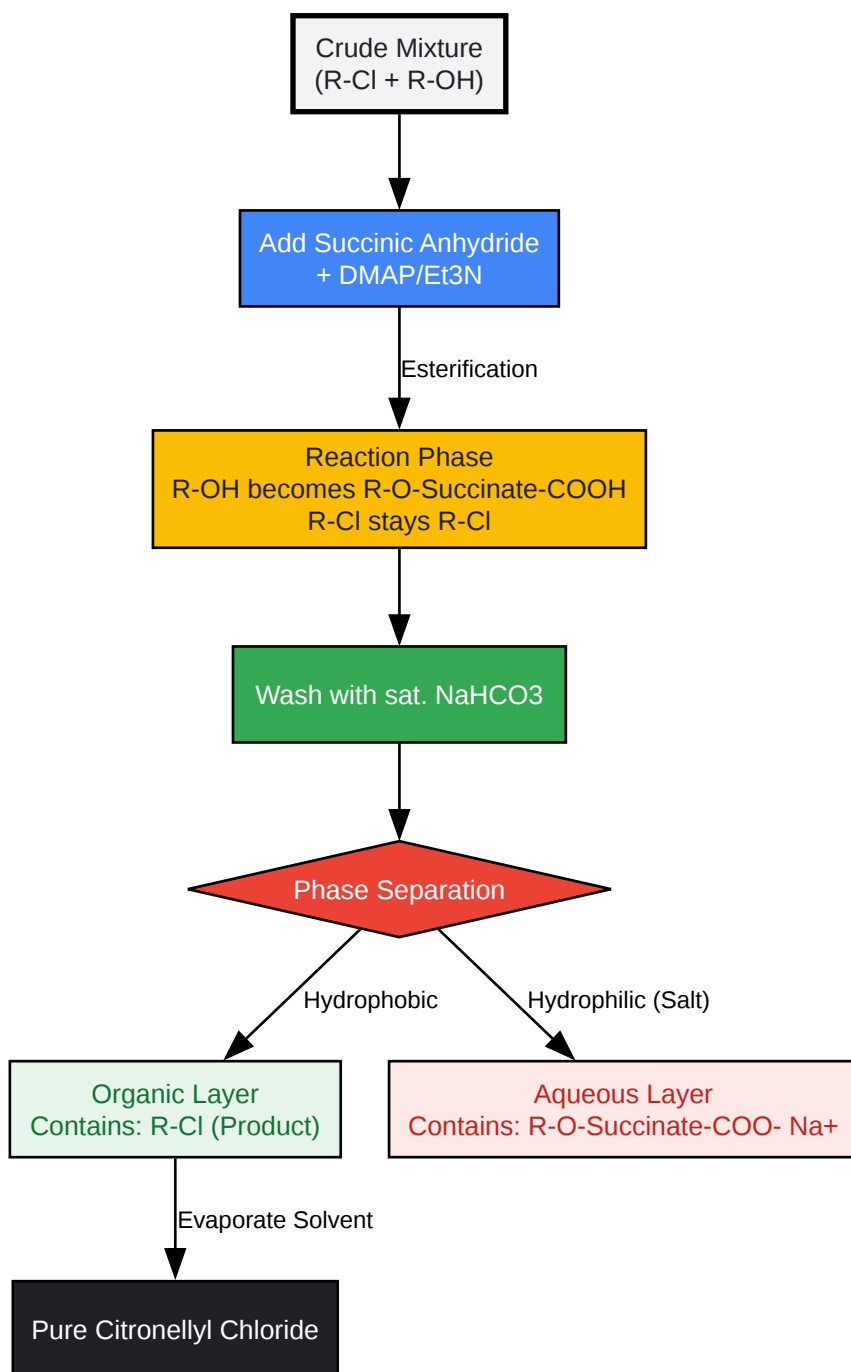 Crude Mixture
(R-Cl + R-OH)
Add Succinic Anhydride
+ DMAP/Et3N
Esterification
Reaction Phase
R-OH becomes R-O-Succinate-COOH
R-Cl stays R-Cl
Wash with sat. NaHCO3
Phase Separation
Hydrophobic
Hydrophilic (Salt)
Organic Layer
Contains: R-Cl (Product)
Aqueous Layer
Contains: R-O-Succinate-COO- Na+
Evaporate Solvent
Pure Citronellyl Chloride